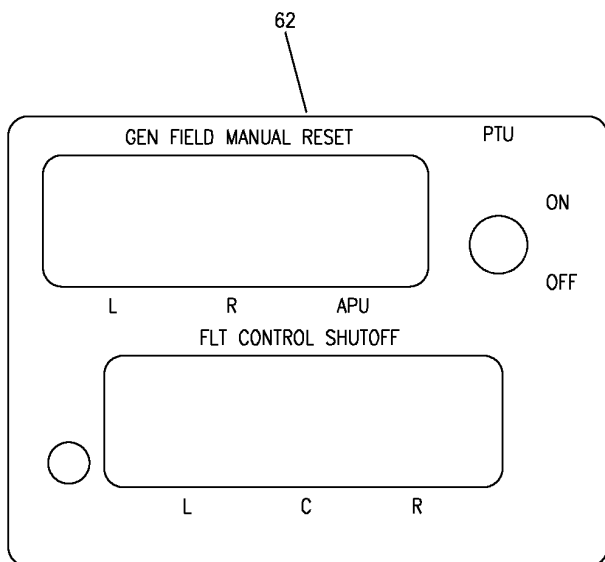 62
GEN FIELD MANUAL RESET
PTU
ON
OFF
L R APU
FLT CONTROL SHUTOFF
L C R